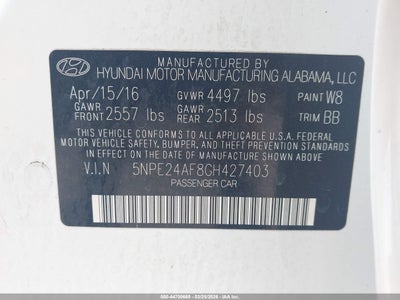 MANUFACTURED BY
HYUNDAI MOTOR MANUFACTURING ALABAMA, LLC
Apr/15/16 GVWR 4497 lbs PAINT W8
GAWR FRONT 2557 lbs GAWR REAR 2513 lbs TRIM BB
THIS VEHICLE CONFORMS TO ALL APPLICABLE U.S.A. FEDERAL
MOTOR VEHICLE SAFETY, BUMPER, AND THEFT PREVENTION STANDARDS
IN EFFECT ON THE DATE OF MANUFACTURE SHOWN ABOVE.
V.I.N 5NPE24AF8GH427403
PASSENGER CAR